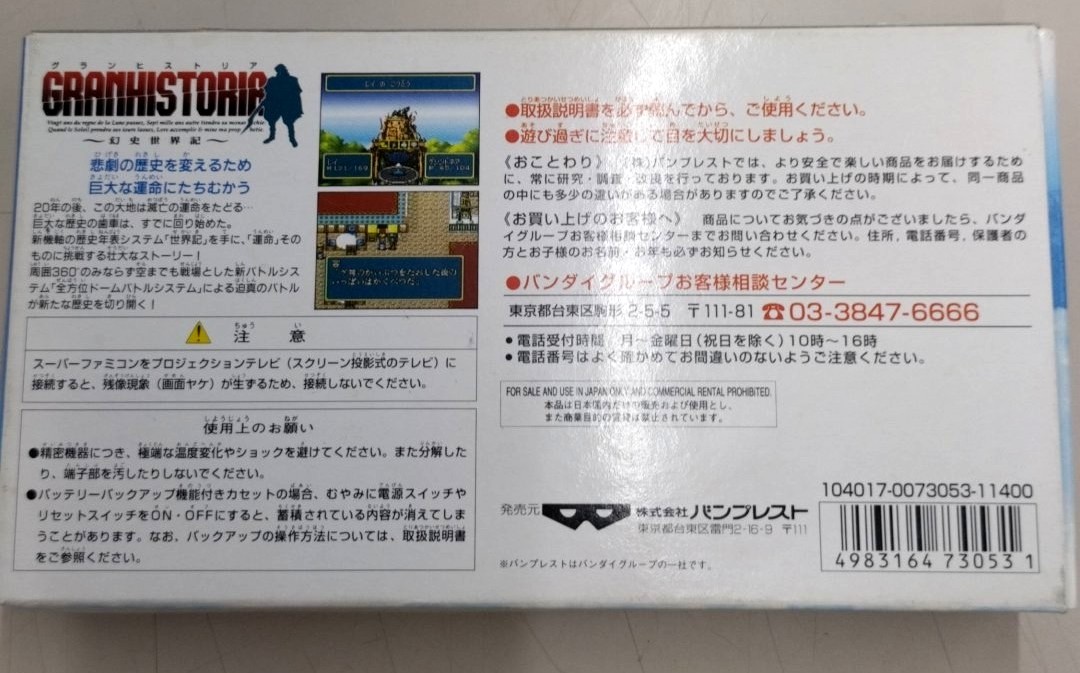 グランヒストリア
GRANHISTORIA
〜幻史世界記〜
悲劇の歴史を変えるため
巨大な運命にたちむかう
20年の後、この大地は滅亡の運命をたどる…
巨大な歴史の歯車は、すでに回り始めた。
新機軸の歴史年表システム「世界記」を手に、「運命」その
ものに挑戦する壮大なストーリー！
周囲360°のみならず空までも戦場とした新バトルシス
テム「全方位ドームバトルシステム」による迫真のバトル
が新たな歴史を切り開く！
注意
スーパーファミコンをプロジェクションテレビ（スクリーン投影式のテレビ）に
接続すると、残像現象（画面ヤケ）が生ずるため、接続しないでください。
使用上のお願い
●精密機器につき、極端な温度変化やショックを避けてください。また分解した
り、端子部を汚したりしないでください。
●バッテリーバックアップ機能付きカセットの場合、むやみに電源スイッチや
リセットスイッチをON・OFFにすると、蓄積されている内容が消えてしま
うことがあります。なお、バックアップの操作方法については、取扱説明書
をご参照ください。
●取扱説明書を必ず読んでから、ご使用ください。
●遊び過ぎに注意して目を大切にしましょう。
《おことわり》（株）バンプレストでは、より安全で楽しい商品をお届けするため
に、常に研究・調査・改良を行っております。お買い上げの時期によって、同一商品
の中にも多少の違いがある場合がありますのでご了承ください。
《お買い上げのお客様へ》 商品についてお気づきの点がございましたら、バンダ
イグループお客様相談センターまでお問い合わせください。住所,電話番号,保護者の
方とお子様のお名前・お年も必ずお知らせください。
●バンダイグループお客様相談センター
東京都台東区駒形 2-5-5 〒111-81 ☎03-3847-6666
●電話受付時間 月〜金曜日(祝日を除く)10時〜16時
●電話番号はよく確かめてお間違いのないようご注意ください。
FOR SALE AND USE IN JAPAN ONLY AND COMMERCIAL RENTAL PROHIBITED.
本品は日本国内だけの販売および使用とし、
また商業目的の賃貸は禁止されています。
104017-0073053-11400
発売元 株式会社バンプレスト
東京都台東区雷門2-16-9 〒111
※バンプレストはバンダイグループの一社です。
4983164 73053 1